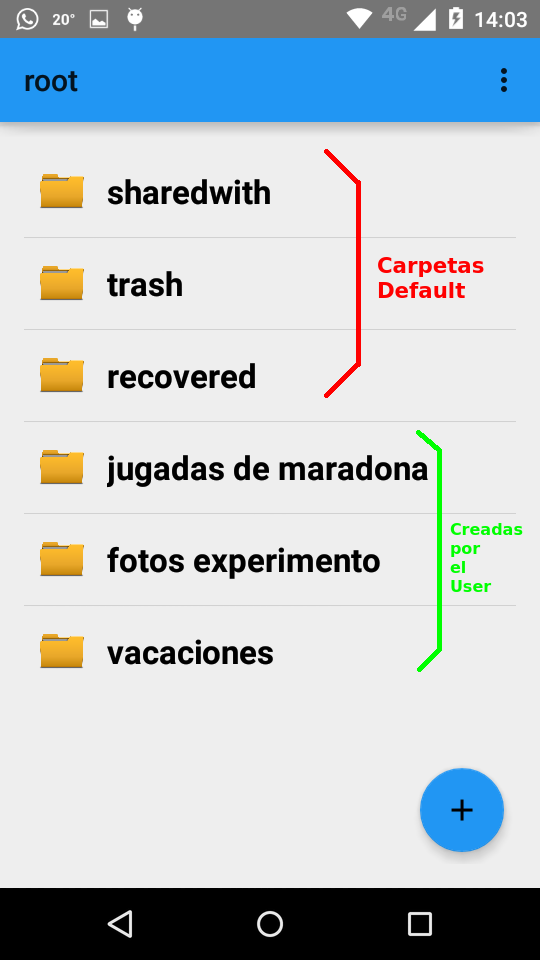 20° 4G 14:03
root
sharedwith
trash
Carpetas
Default
recovered
jugadas de maradona
Creadas
por
el
User
fotos experimento
vacaciones
+